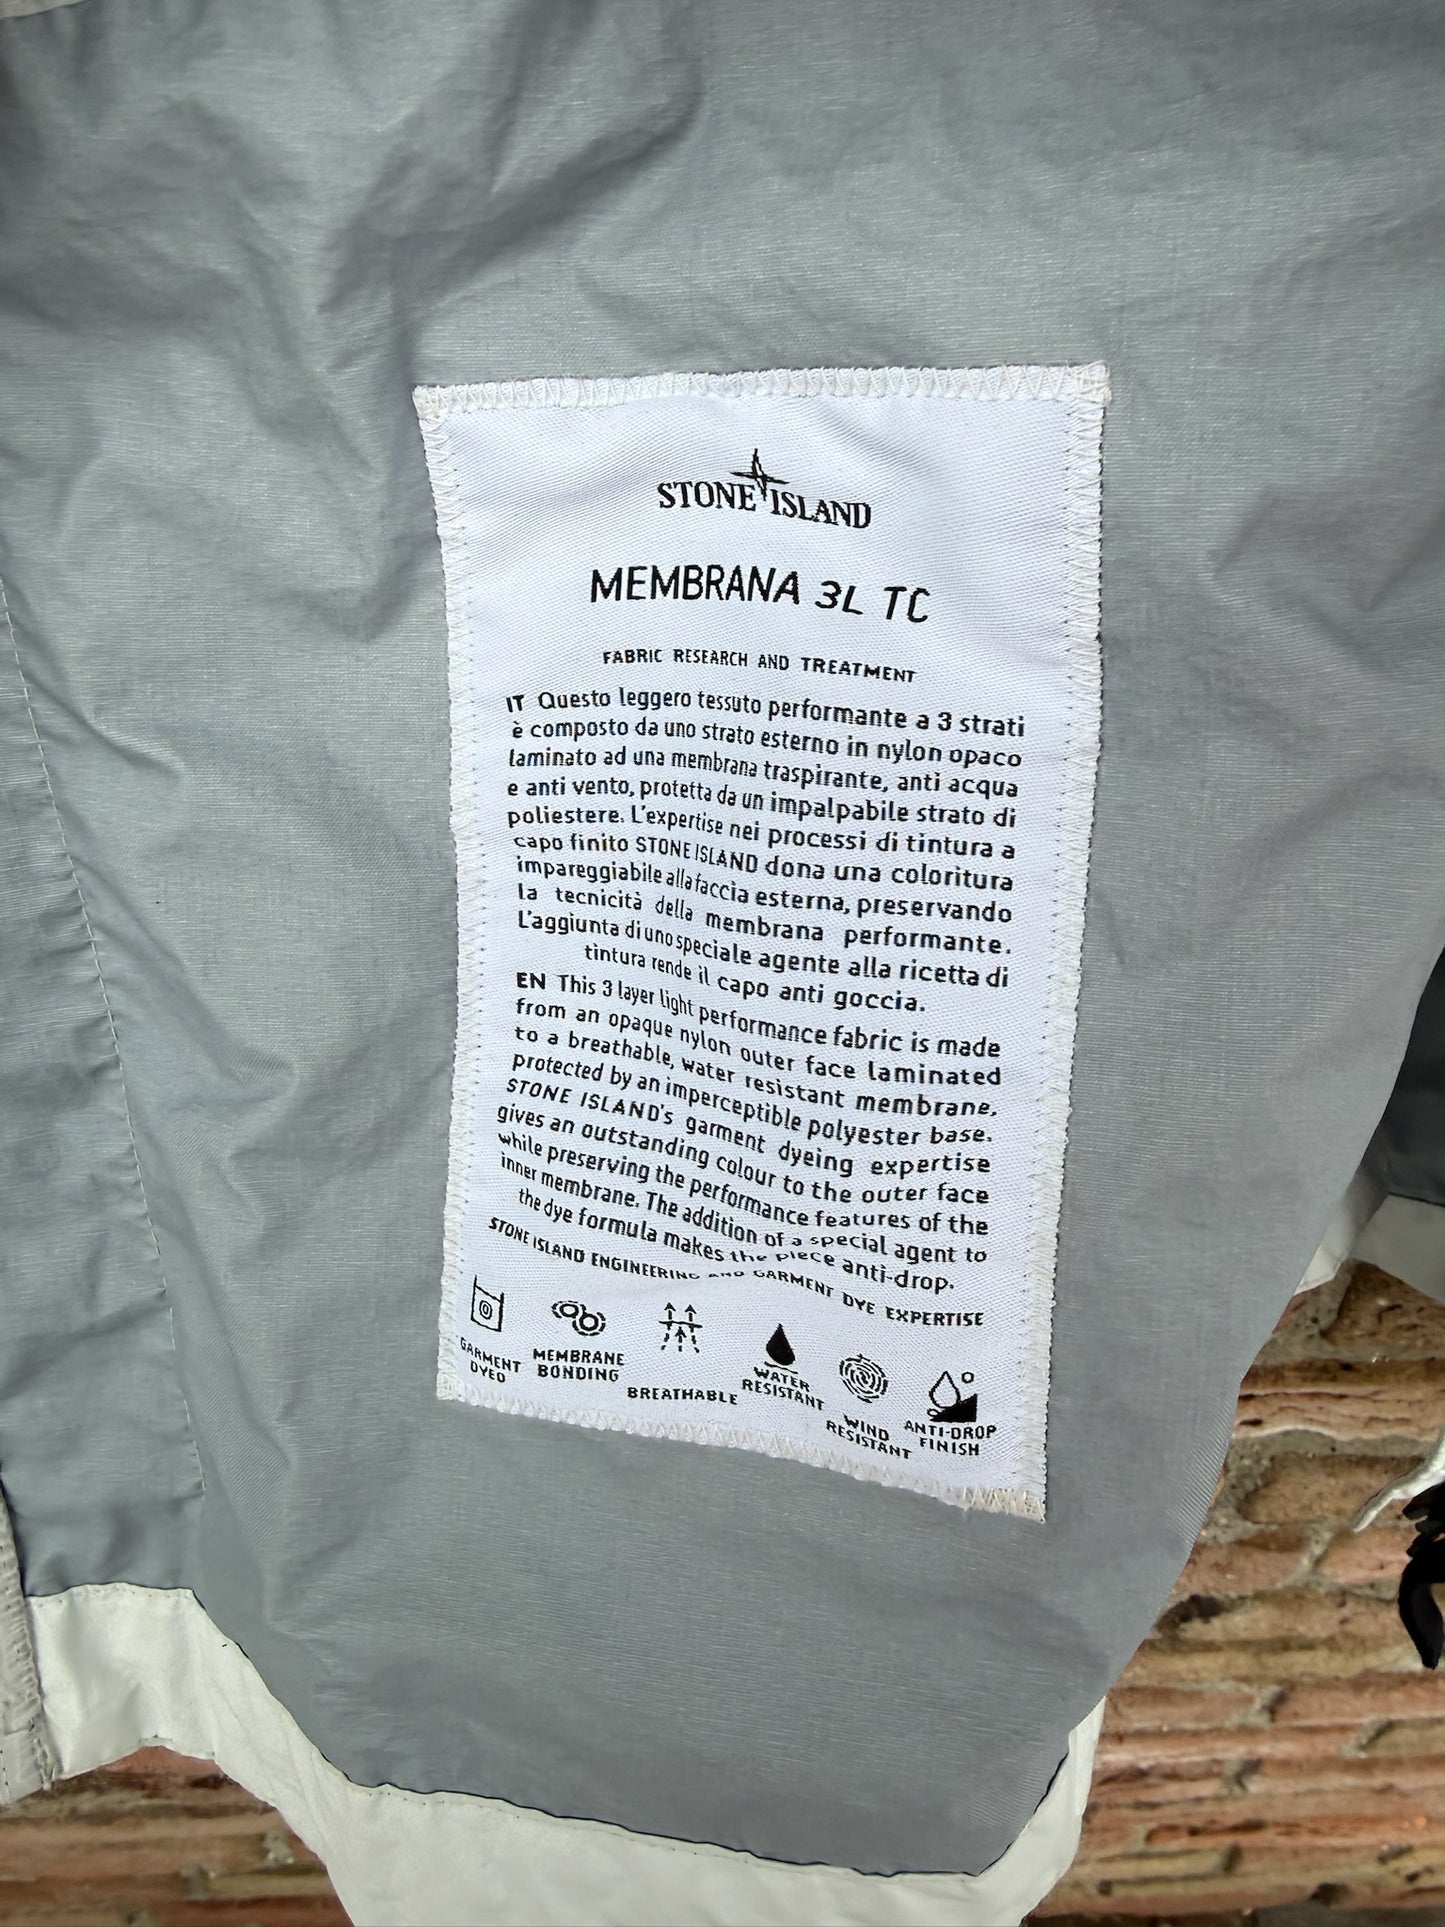 STONE ISLAND
MEMBRANA 3L TC
FABRIC RESEARCH AND TREATMENT
IT Questo leggero tessuto performante a 3 strati
è composto da uno strato esterno in nylon opaco
laminato ad una membrana traspirante, anti acqua
e anti vento, protetta da un impalpabile strato di
poliestere. L'expertise nei processi di tintura a
capo finito STONE ISLAND dona una coloritura
impareggiabile alla faccia esterna, preservando
la tecnicità della membrana performante.
L'aggiunta di uno speciale agente alla ricetta di
tintura rende il capo anti goccia.
EN This 3 layer light performance fabric is made
from an opaque nylon outer face laminated
to a breathable, water resistant membrane,
protected by an imperceptible polyester base.
STONE ISLAND's garment dyeing expertise
gives an outstanding colour to the outer face
while preserving the performance features of the
inner membrane. The addition of a special agent to
the dye formula makes the piece anti-drop.
STONE ISLAND ENGINEERING AND GARMENT DYE EXPERTISE
GARMENT
DYED
MEMBRANE
BONDING
BREATHABLE
WATER
RESISTANT
WIND
RESISTANT
ANTI-DROP
FINISH